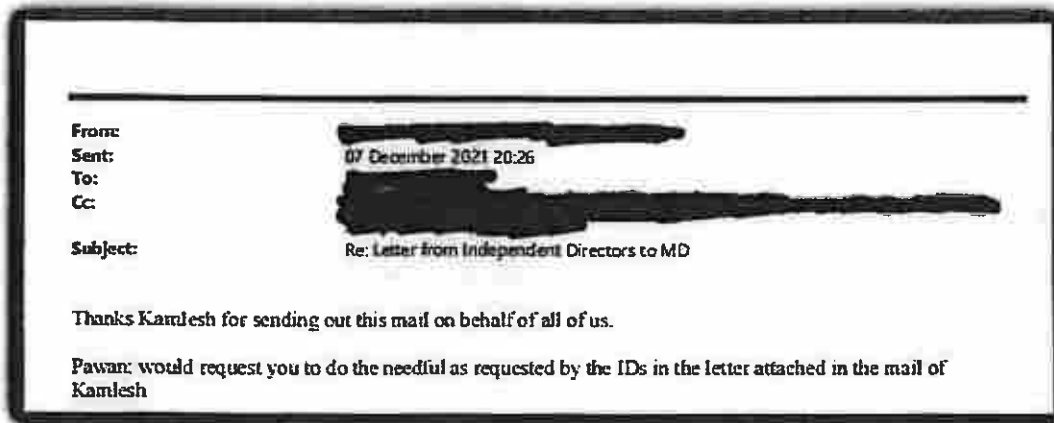 From:
Sent: 07 December 2021 20:26
To:
Cc:
Subject: Re: Letter from Independent Directors to MD
Thanks Kamlesh for sending out this mail on behalf of all of us.
Pawan: would request you to do the needful as requested by the IDs in the letter attached in the mail of
Kamlesh